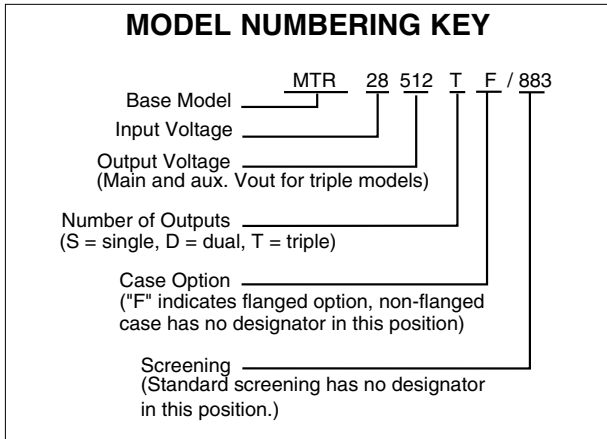 MODEL NUMBERING KEY
MTR 28 512 T F / 883
Base Model
Input Voltage
Output Voltage
(Main and aux. Vout for triple models)
Number of Outputs
(S = single, D = dual, T = triple)
Case Option
("F" indicates flanged option, non-flanged
case has no designator in this position)
Screening
(Standard screening has no designator
in this position.)